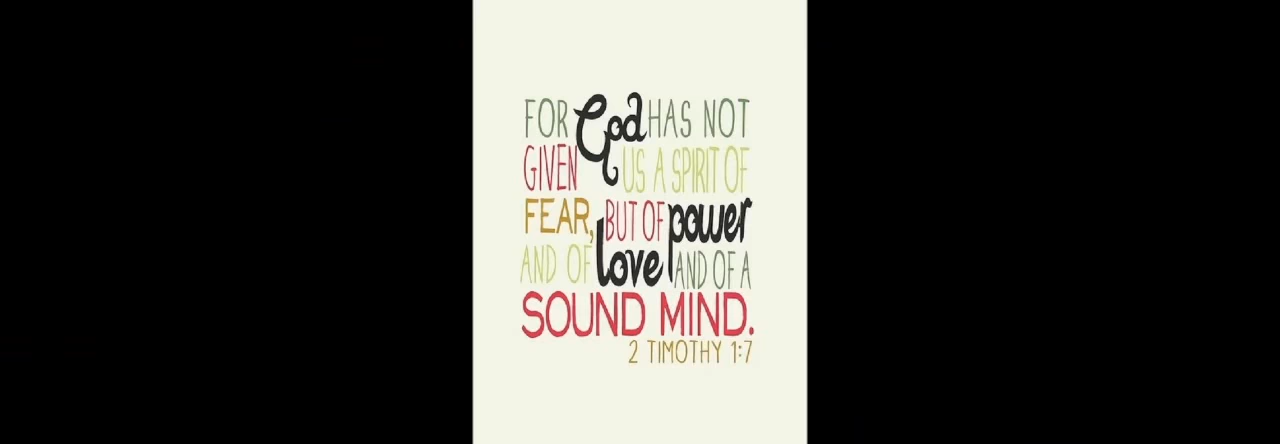 FOR God HAS NOT
GIVEN US A SPIRIT OF
FEAR, BUT OF power
AND OF love AND OF A
SOUND MIND.
2 TIMOTHY 1:7